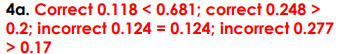 4a. Correct 0.118 < 0.681; correct 0.248 >
0.2; incorrect 0.124 = 0.124; incorrect 0.277
> 0.17